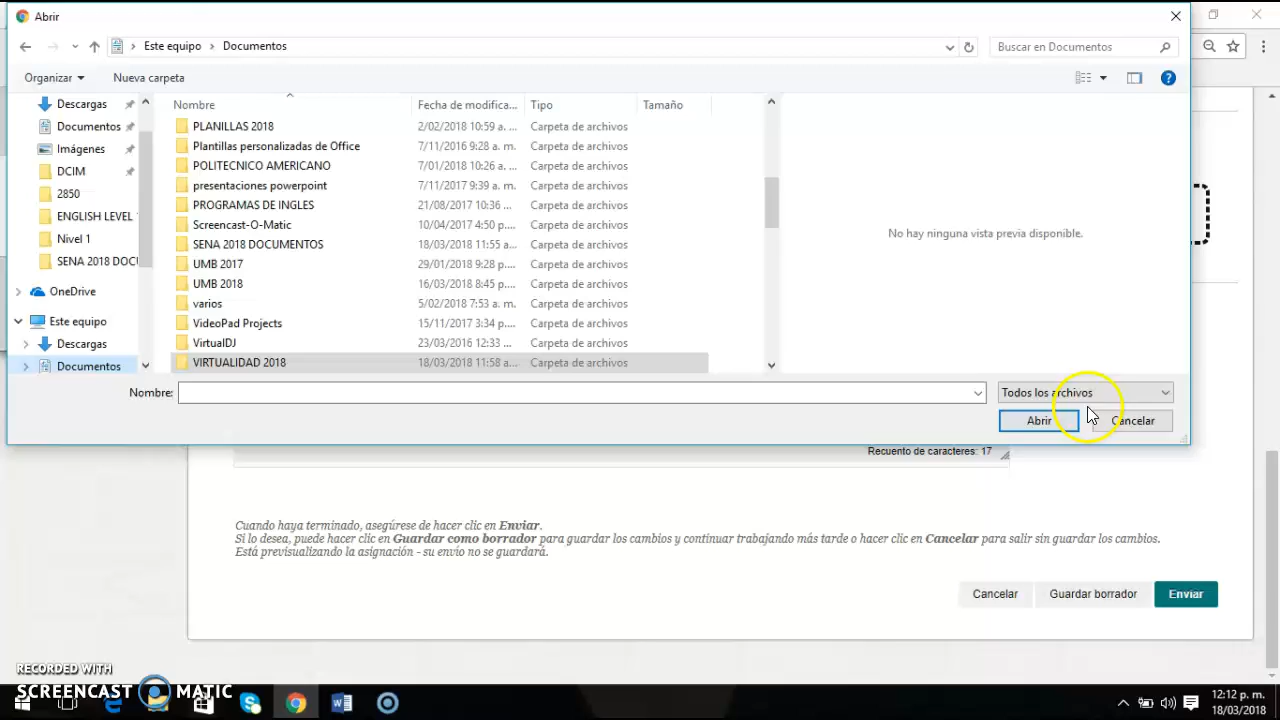 Abrir
Este equipo > Documentos
Buscar en Documentos
Organizar
Nueva carpeta
Nombre
Fecha de modifica...
Tipo
Tamaño
Descargas
Documentos
Imágenes
DCIM
2850
ENGLISH LEVEL
Nivel 1
SENA 2018 DOCU
OneDrive
Este equipo
Descargas
Documentos
PLANILLAS 2018 2/02/2018 10:59 a. ... Carpeta de archivos
Plantillas personalizadas de Office 7/11/2016 9:28 a. m. Carpeta de archivos
POLITECNICO AMERICANO 7/01/2018 10:26 a. m. Carpeta de archivos
presentaciones powerpoint 7/11/2017 9:39 a. m. Carpeta de archivos
PROGRAMAS DE INGLES 21/08/2017 10:36 ... Carpeta de archivos
Screencast-O-Matic 10/04/2017 4:50 p.... Carpeta de archivos
SENA 2018 DOCUMENTOS 18/03/2018 11:55 a... Carpeta de archivos
UMB 2017 29/01/2018 9:28 p.... Carpeta de archivos
UMB 2018 16/03/2018 8:45 p.... Carpeta de archivos
varios 5/02/2018 7:53 a. m. Carpeta de archivos
VideoPad Projects 15/11/2017 3:34 p.... Carpeta de archivos
VirtualDJ 23/03/2016 12:33 ... Carpeta de archivos
VIRTUALIDAD 2018 18/03/2018 11:58 a... Carpeta de archivos
No hay ninguna vista previa disponible.
Nombre:
Todos los archivos
Abrir
Cancelar
Recuento de caracteres: 17
Cuando haya terminado, asegúrese de hacer clic en Enviar.
Si lo desea, puede hacer clic en Guardar como borrador para guardar los cambios y continuar trabajando más tarde o hacer clic en Cancelar para salir sin guardar los cambios.
Está previsualizando la asignación - su envío no se guardará.
Cancelar
Guardar borrador
Enviar
RECORDED WITH
SCREENCAST MATIC
12:12 p. m.
18/03/2018